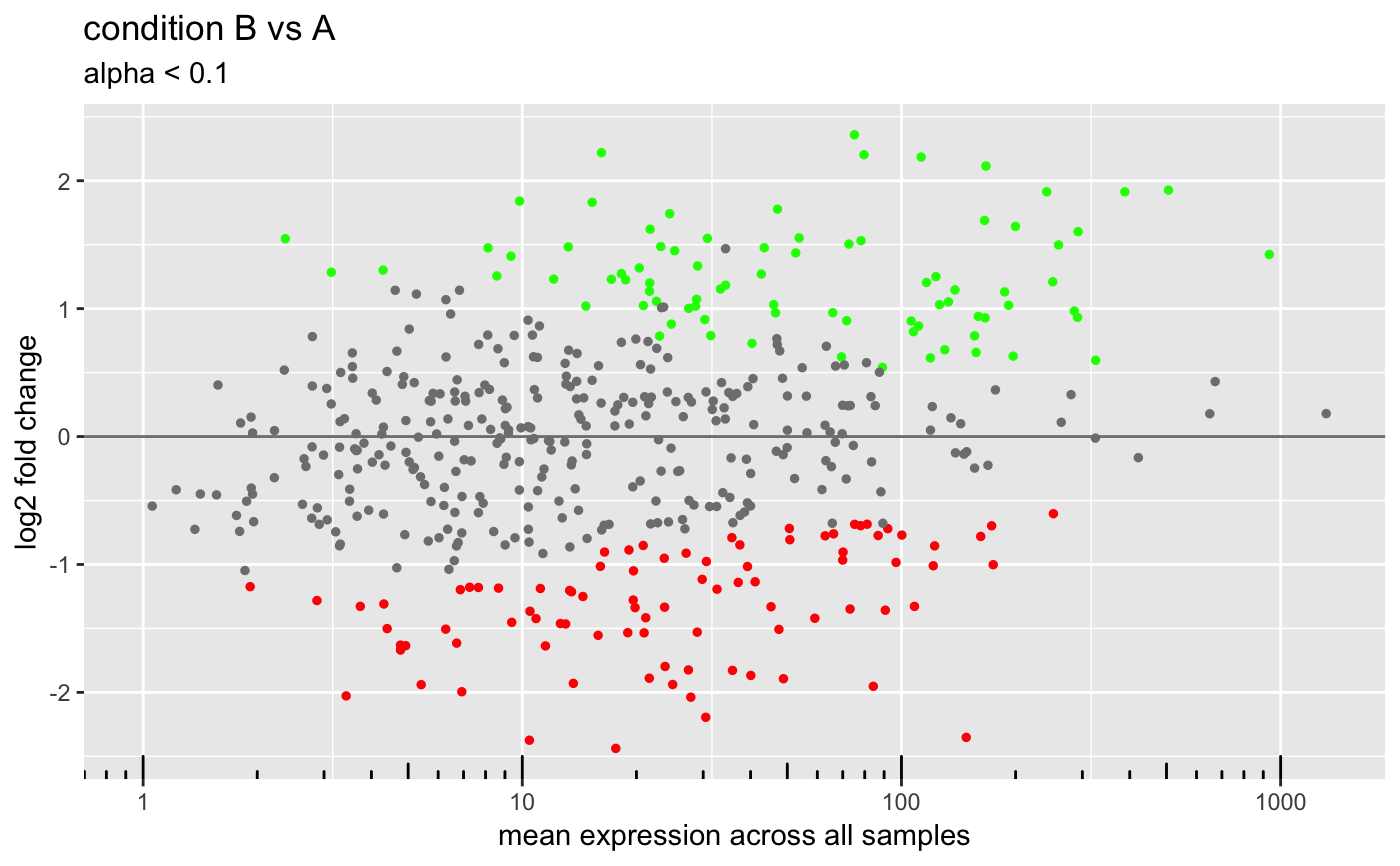 condition B vs A
alpha < 0.1
log2 fold change
2
1
0
-1
-2
1 10 100 1000
mean expression across all samples